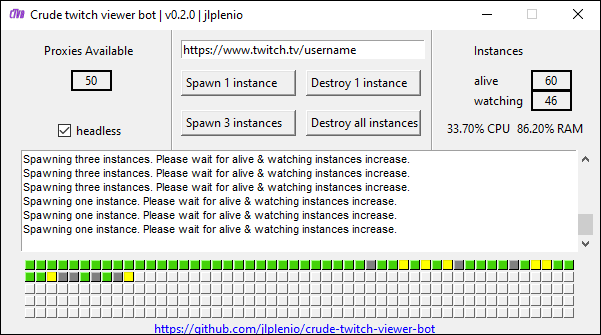 Crude twitch viewer bot | v0.2.0 | jlplenio
Proxies Available
50
headless
https://www.twitch.tv/username
Spawn 1 instance
Destroy 1 instance
Spawn 3 instances
Destroy all instances
Instances
alive
60
watching
46
33.70% CPU 86.20% RAM
Spawning three instances. Please wait for alive & watching instances increase.
Spawning three instances. Please wait for alive & watching instances increase.
Spawning three instances. Please wait for alive & watching instances increase.
Spawning one instance. Please wait for alive & watching instances increase.
Spawning one instance. Please wait for alive & watching instances increase.
Spawning one instance. Please wait for alive & watching instances increase.
https://github.com/jlplenio/crude-twitch-viewer-bot